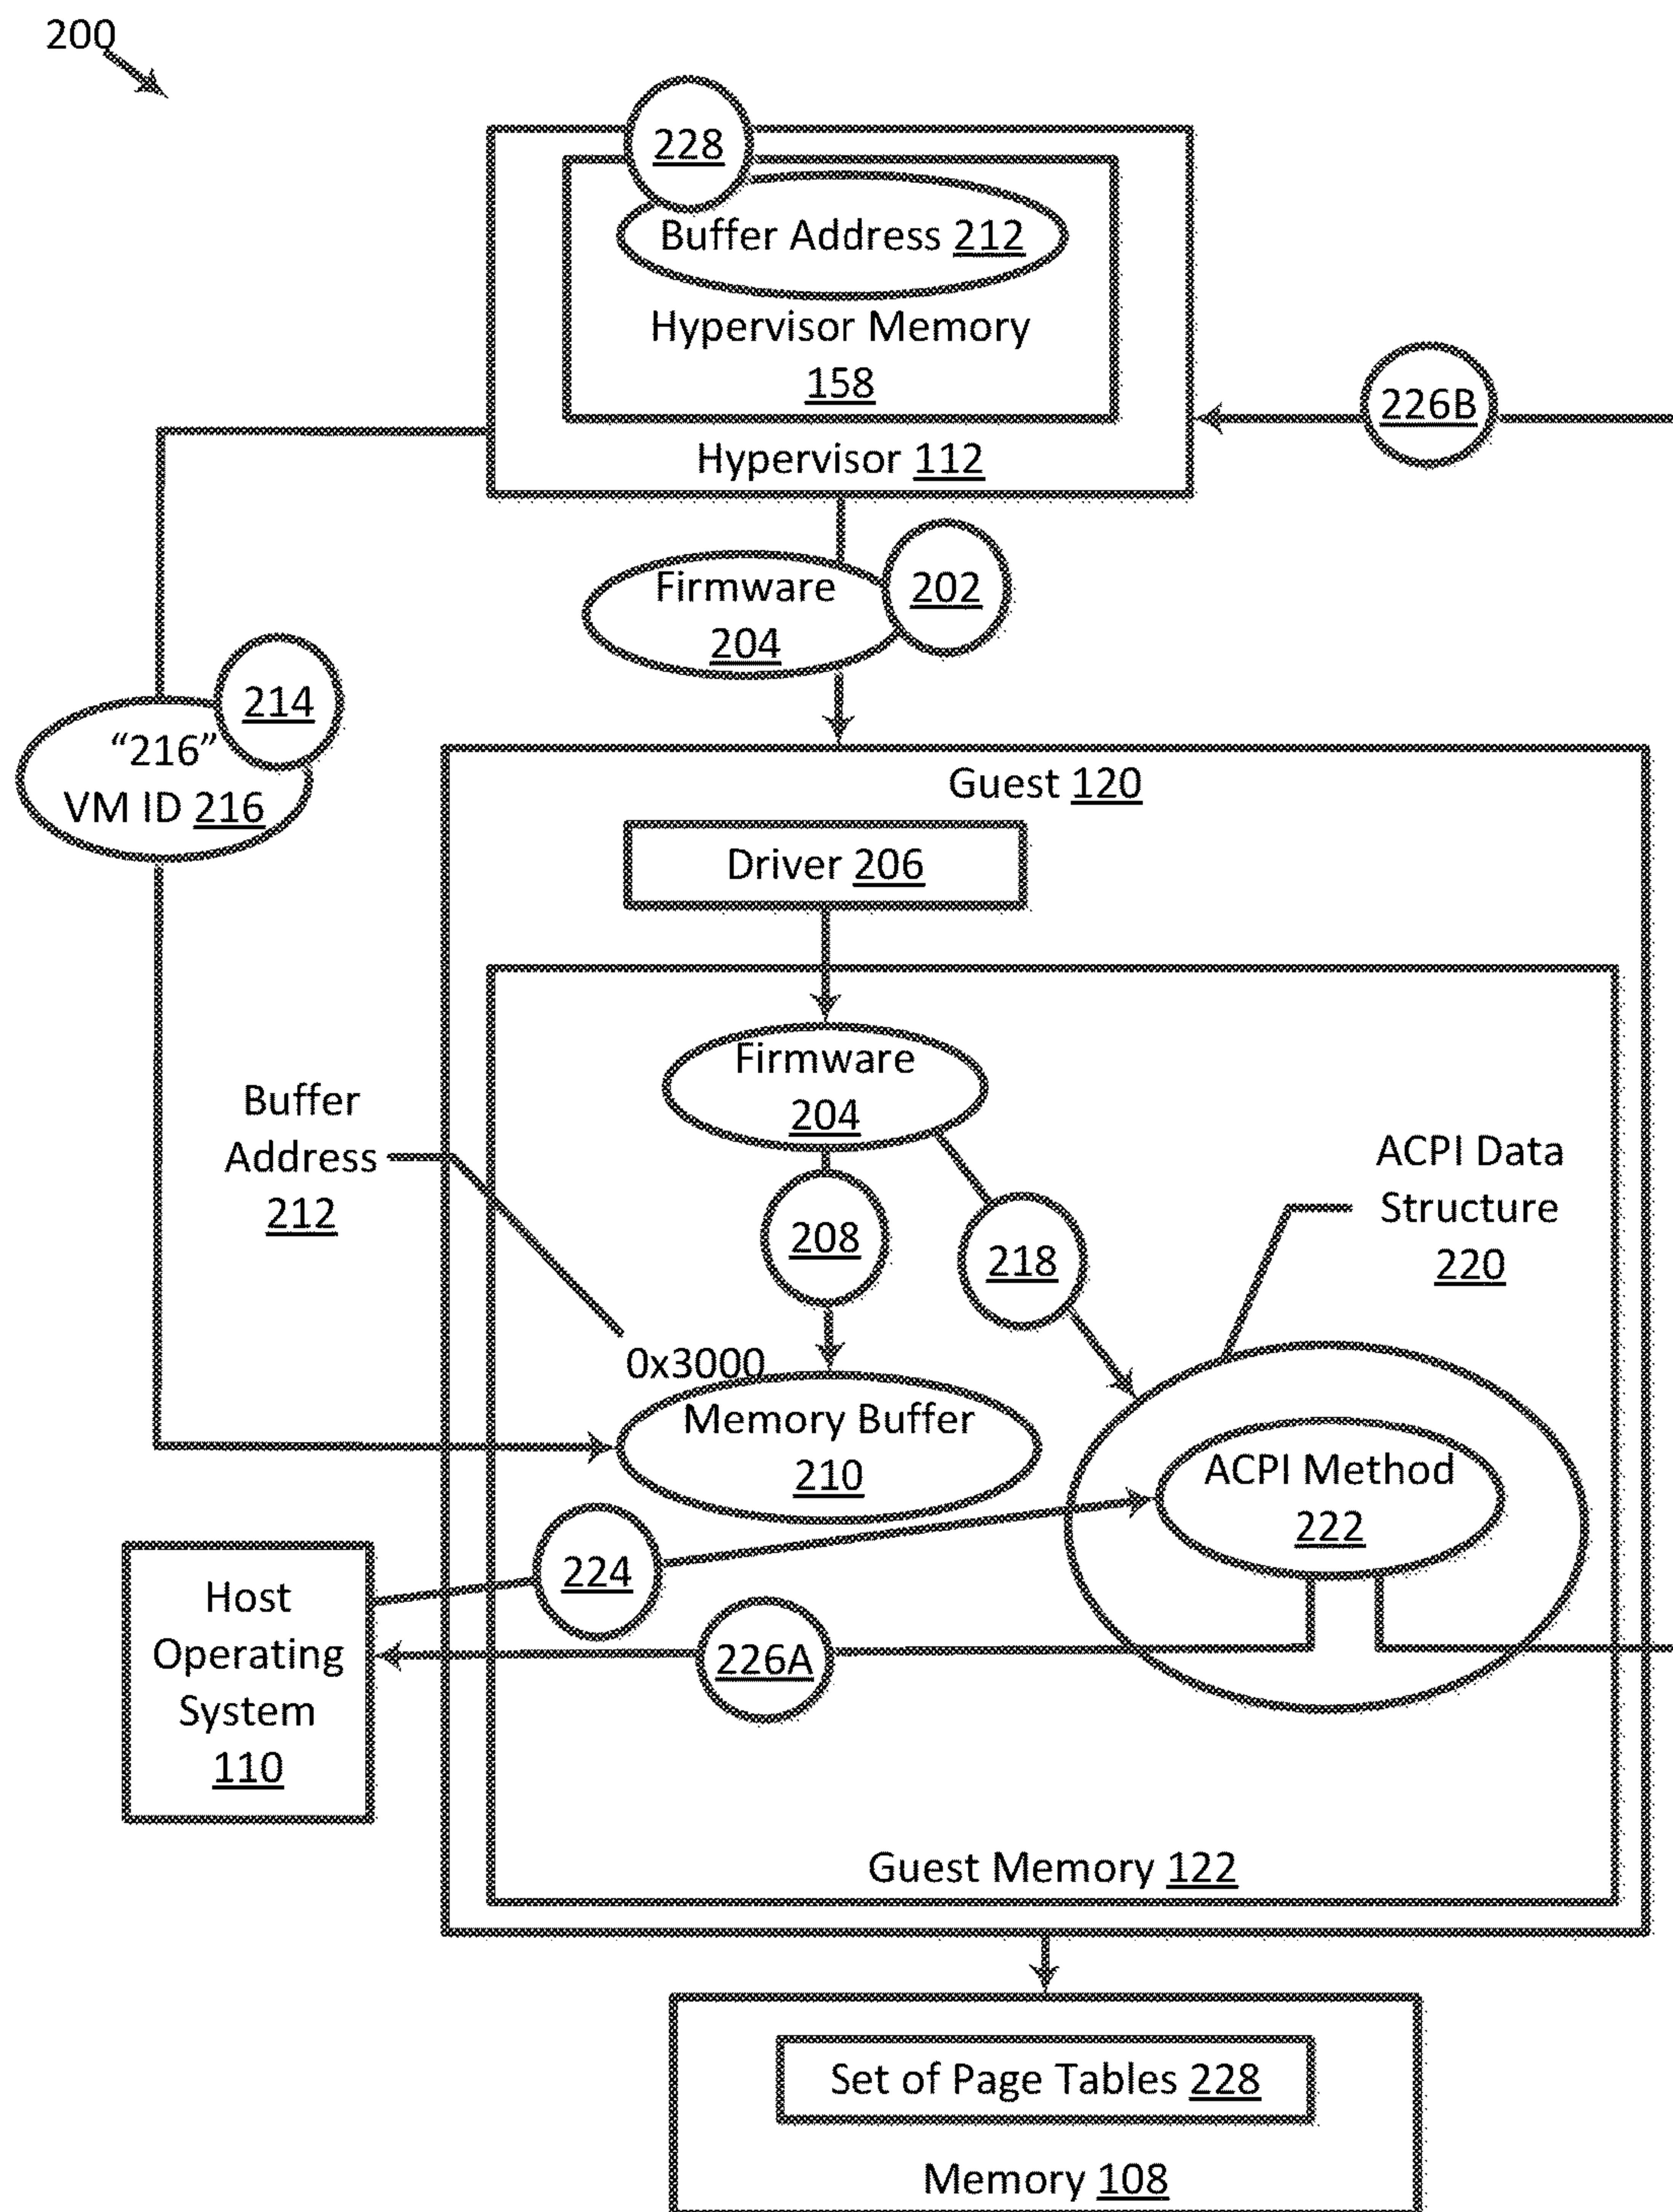 200
228
Buffer Address 212
Hypervisor Memory
158
226B
Hypervisor 112
Firmware
204
202
214
“216”
VM ID 216
Guest 120
Driver 206
Firmware
204
Buffer
Address
212
ACPI Data
Structure
220
208
218
0x3000
Memory Buffer
210
ACPI Method
222
224
Host
Operating
System
110
226A
Guest Memory 122
Set of Page Tables 228
Memory 108